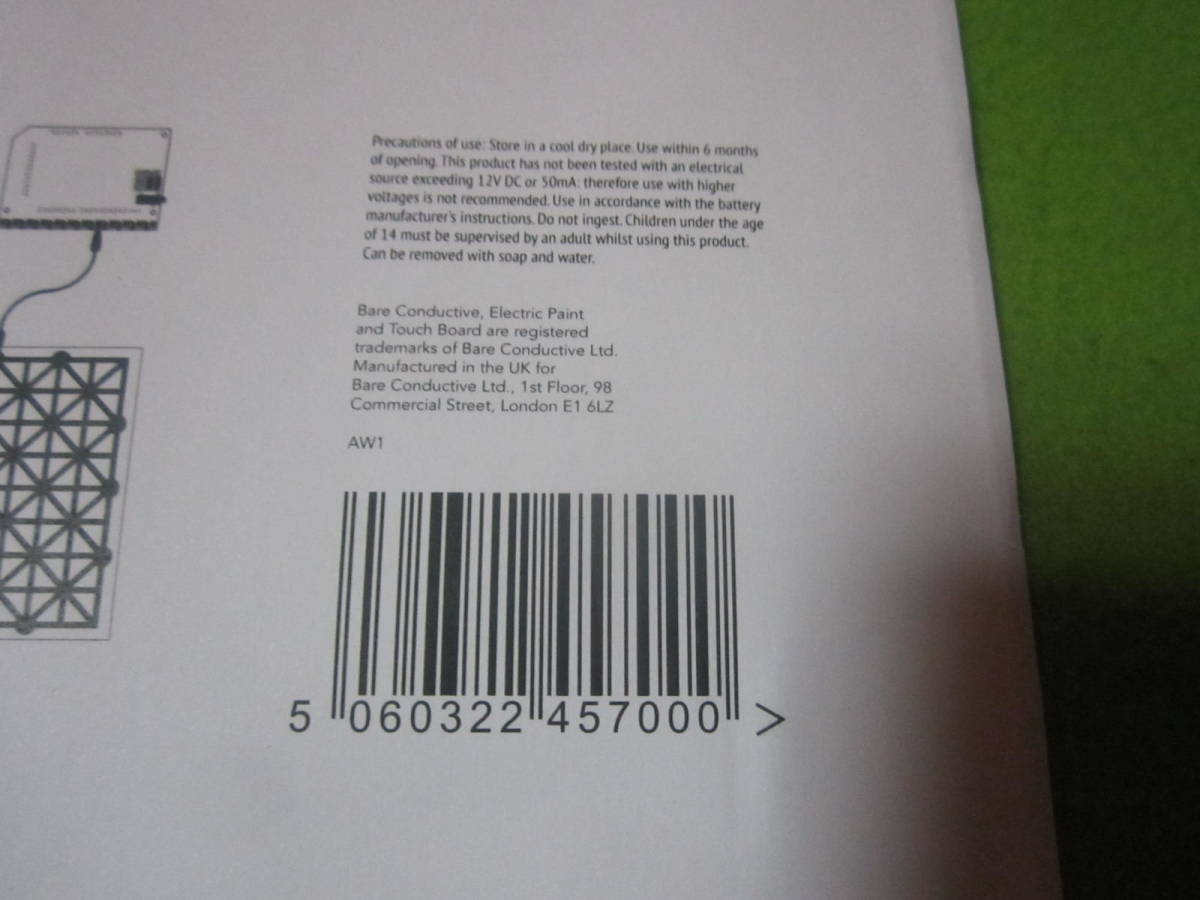 Precautions of use: Store in a cool dry place. Use within 6 months
of opening. This product has not been tested with an electrical
source exceeding 12V DC or 50mA: therefore use with higher
voltages is not recommended. Use in accordance with the battery
manufacturer's instructions. Do not ingest. Children under the age
of 14 must be supervised by an adult whilst using this product.
Can be removed with soap and water.
Bare Conductive, Electric Paint
and Touch Board are registered
trademarks of Bare Conductive Ltd.
Manufactured in the UK for
Bare Conductive Ltd., 1st Floor, 98
Commercial Street, London E1 6LZ
AW1
5 060322 457000 >